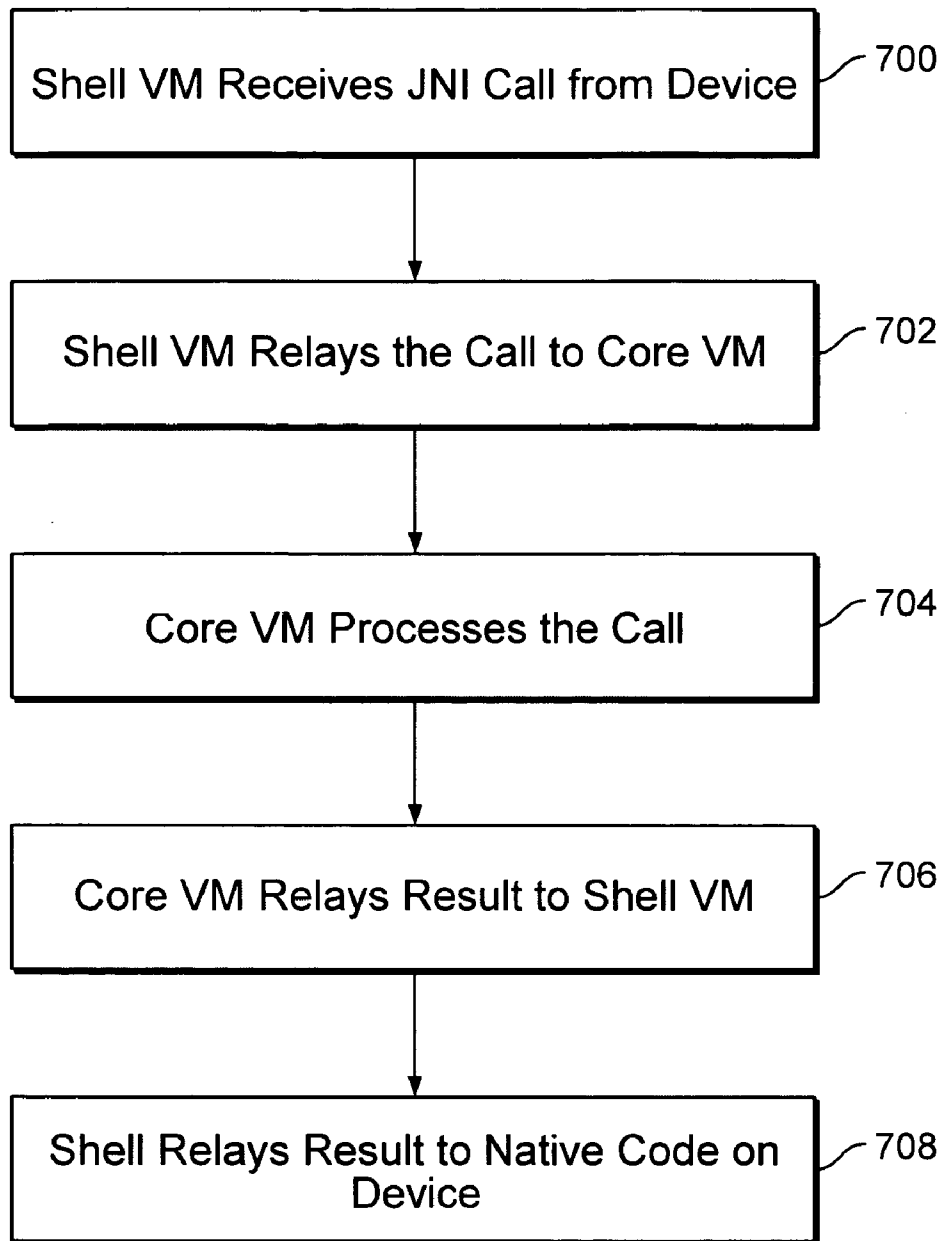 Shell VM Receives JNI Call from Device
700
Shell VM Relays the Call to Core VM
702
Core VM Processes the Call
704
Core VM Relays Result to Shell VM
706
Shell Relays Result to Native Code on
Device
708